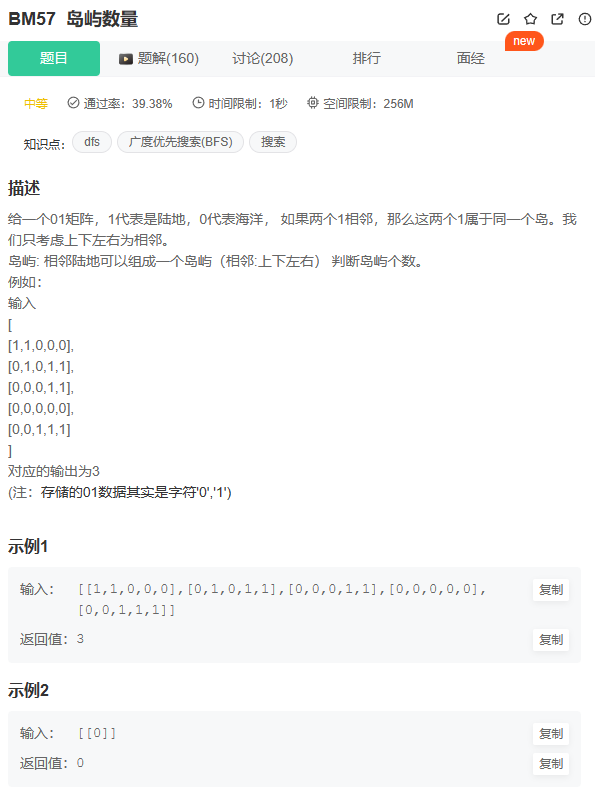 BM57 岛屿数量
new
题目 题解(160) 讨论(208) 排行 面经
中等 通过率：39.38% 时间限制：1秒 空间限制：256M
知识点： dfs 广度优先搜索(BFS) 搜索
描述
给一个01矩阵，1代表是陆地，0代表海洋， 如果两个1相邻，那么这两个1属于同一个岛。我
们只考虑上下左右为相邻。
岛屿: 相邻陆地可以组成一个岛屿（相邻:上下左右） 判断岛屿个数。
例如：
输入
[
[1,1,0,0,0],
[0,1,0,1,1],
[0,0,0,1,1],
[0,0,0,0,0],
[0,0,1,1,1]
]
对应的输出为3
(注：存储的01数据其实是字符'0','1')
示例1
输入： [[1,1,0,0,0],[0,1,0,1,1],[0,0,0,1,1],[0,0,0,0,0], 复制
[0,0,1,1,1]]
返回值：3 复制
示例2
输入： [[0]] 复制
返回值：0 复制